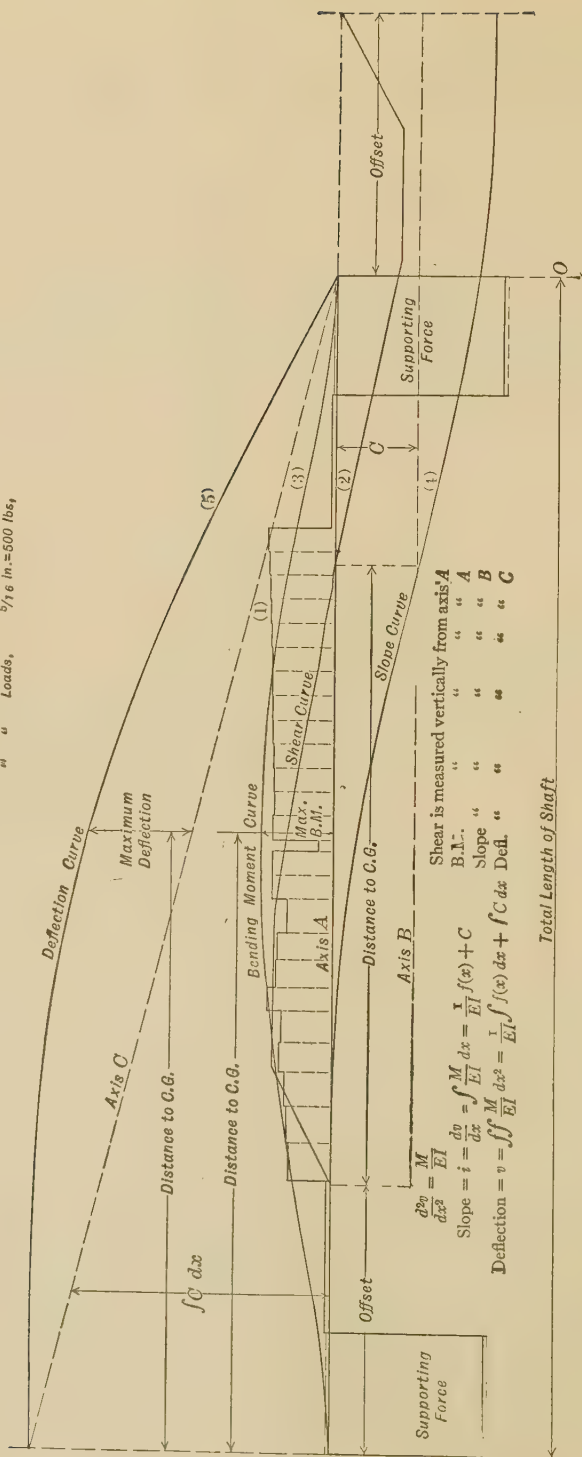 " " Loads, 5/16 In.=500 lbs,
Deflection Curve
(5)
Axis C
Maximum
Deflection
Distance to C.G.
Bending Moment Curve
(1)
(3)
∫C dx
Distance to C.G.
Shear Curve
Max.
B.M.
Axis A
(2)
C
Offset
Supporting
Force
O
Distance to C.G.
Slope Curve
(4)
Offset
Axis B
Supporting
Force
d²v/dx² = M/EI
Slope = i = dv/dx = ∫ M/EI dx = 1/EI f(x) + C
Deflection = v = ∫∫ M/EI dx² = 1/EI ∫ f(x) dx + ∫C dx
Shear is measured vertically from axis A
B.M. " " " " A
Slope " " " " B
Defl. " " " " C
Total Length of Shaft